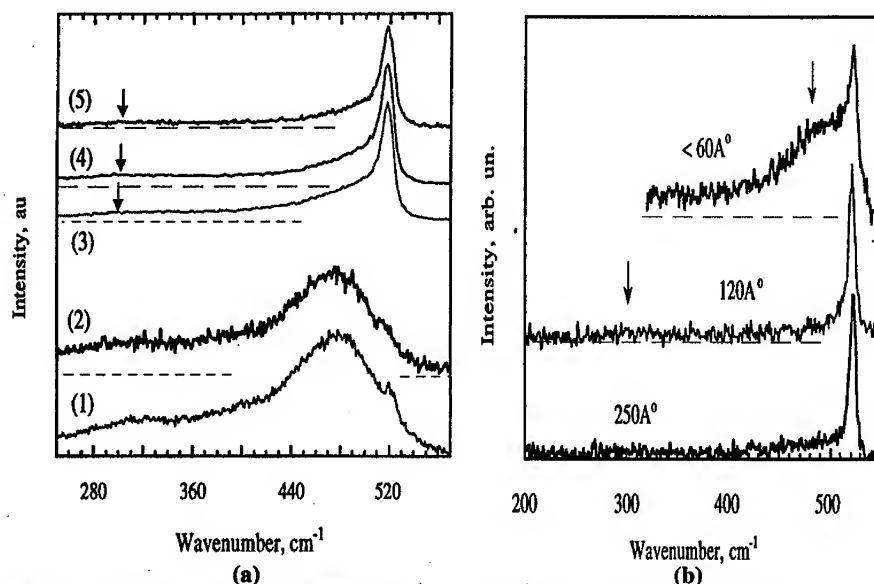 (5)
(4)
(3)
(2)
(1)
Intensity, au
280 360 440 520
Wavenumber, cm-1
(a)
<60A°
120A°
250A°
Intensity, arb. un.
200 300 400 500
Wavenumber, cm-1
(b)